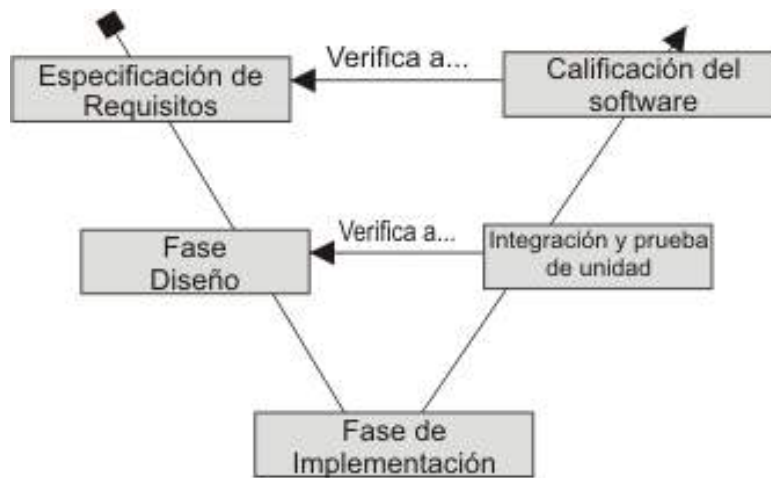 Especificación de
Requisitos
Verifica a...
Calificación del
software
Fase
Diseño
Verifica a...
Integración y prueba
de unidad
Fase de
Implementación